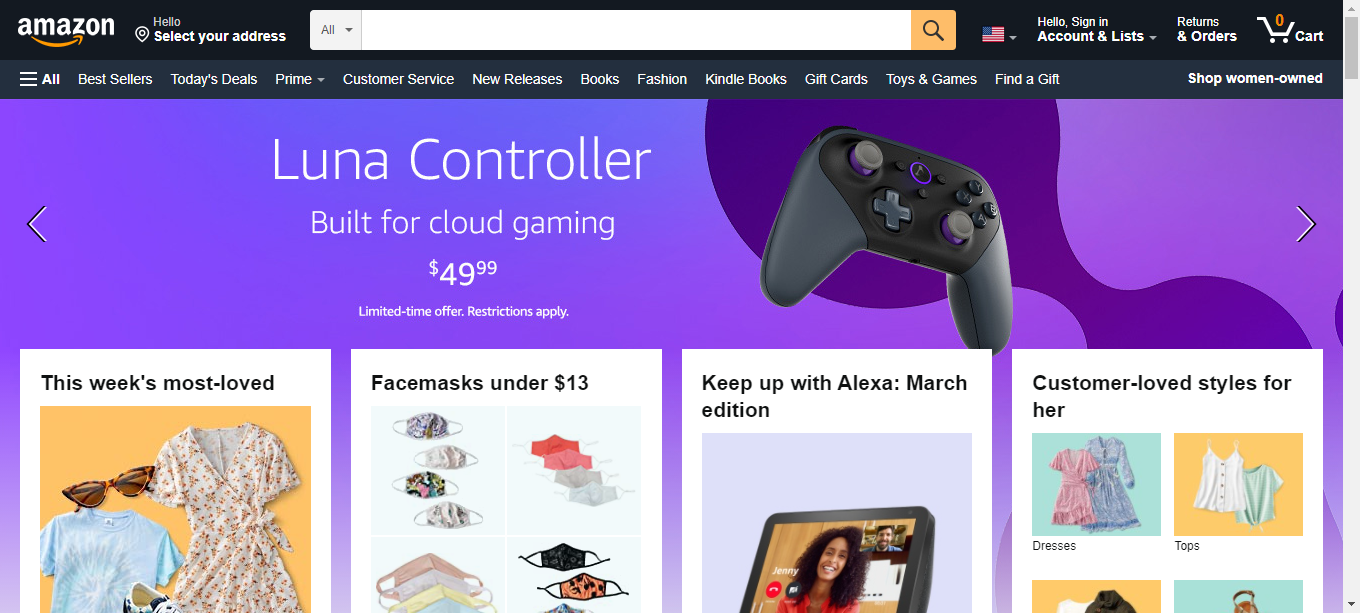 amazon
Hello
Select your address
All
Hello, Sign in
Account & Lists
Returns
& Orders
0
Cart
All
Best Sellers
Today's Deals
Prime
Customer Service
New Releases
Books
Fashion
Kindle Books
Gift Cards
Toys & Games
Find a Gift
Shop women-owned
Luna Controller
Built for cloud gaming
$4999
Limited-time offer. Restrictions apply.
This week's most-loved
Facemasks under $13
Keep up with Alexa: March
edition
Customer-loved styles for
her
Jenny
Dresses
Tops